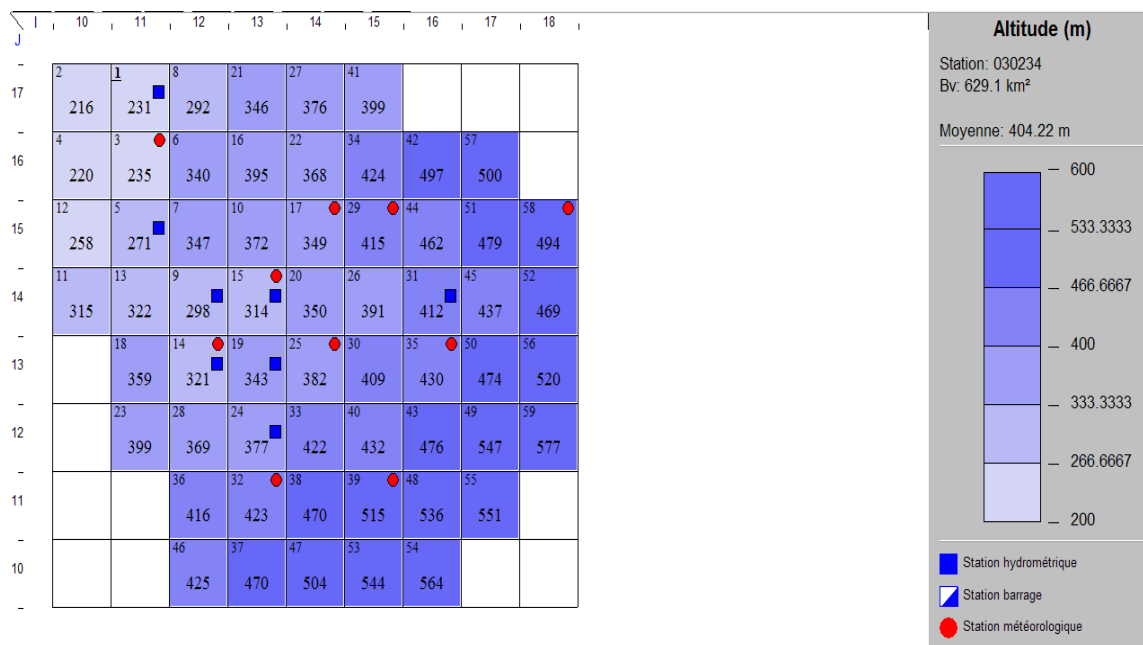 I 10 11 12 13 14 15 16 17 18
J
17
2 1 8 21 27 41
216 231 292 346 376 399
16
4 3 6 16 22 34 42 57
220 235 340 395 368 424 497 500
15
12 5 7 10 17 29 44 51 58
258 271 347 372 349 415 462 479 494
14
11 13 9 15 20 26 31 45 52
315 322 298 314 350 391 412 437 469
13
18 14 19 25 30 35 50 56
359 321 343 382 409 430 474 520
12
23 28 24 33 40 43 49 59
399 369 377 422 432 476 547 577
11
36 32 38 39 48 55
416 423 470 515 536 551
10
46 37 47 53 54
425 470 504 544 564
Altitude (m)
Station: 030234
Bv: 629.1 km²
Moyenne: 404.22 m
600
533.3333
466.6667
400
333.3333
266.6667
200
Station hydrométrique
Station barrage
Station météorologique